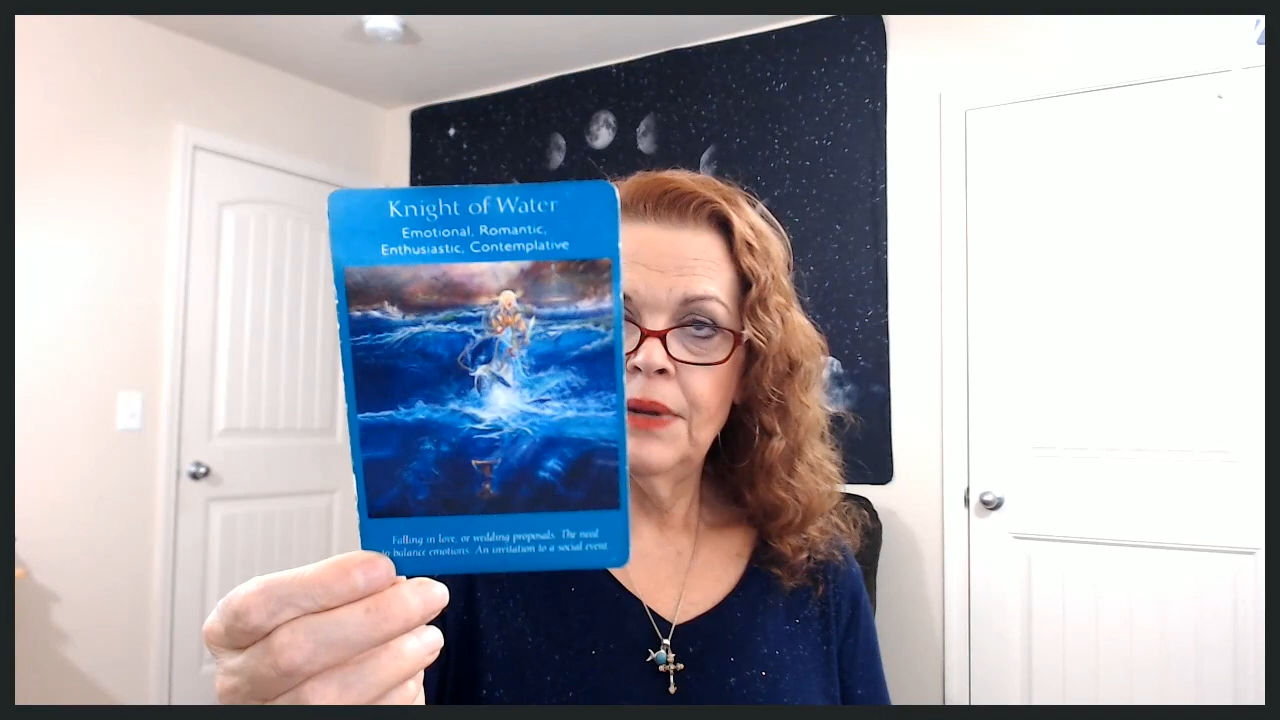 Knight of Water
Emotional, Romantic,
Enthusiastic, Contemplative
Falling in love, or wedding proposals. The need
to balance emotions. An invitation to a social event.